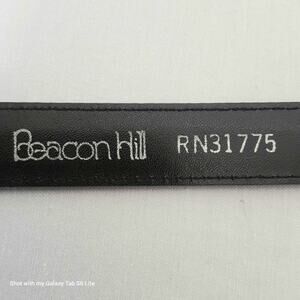 Beacon Hill RN31775
Shot with my Galaxy Tab S6 Lite